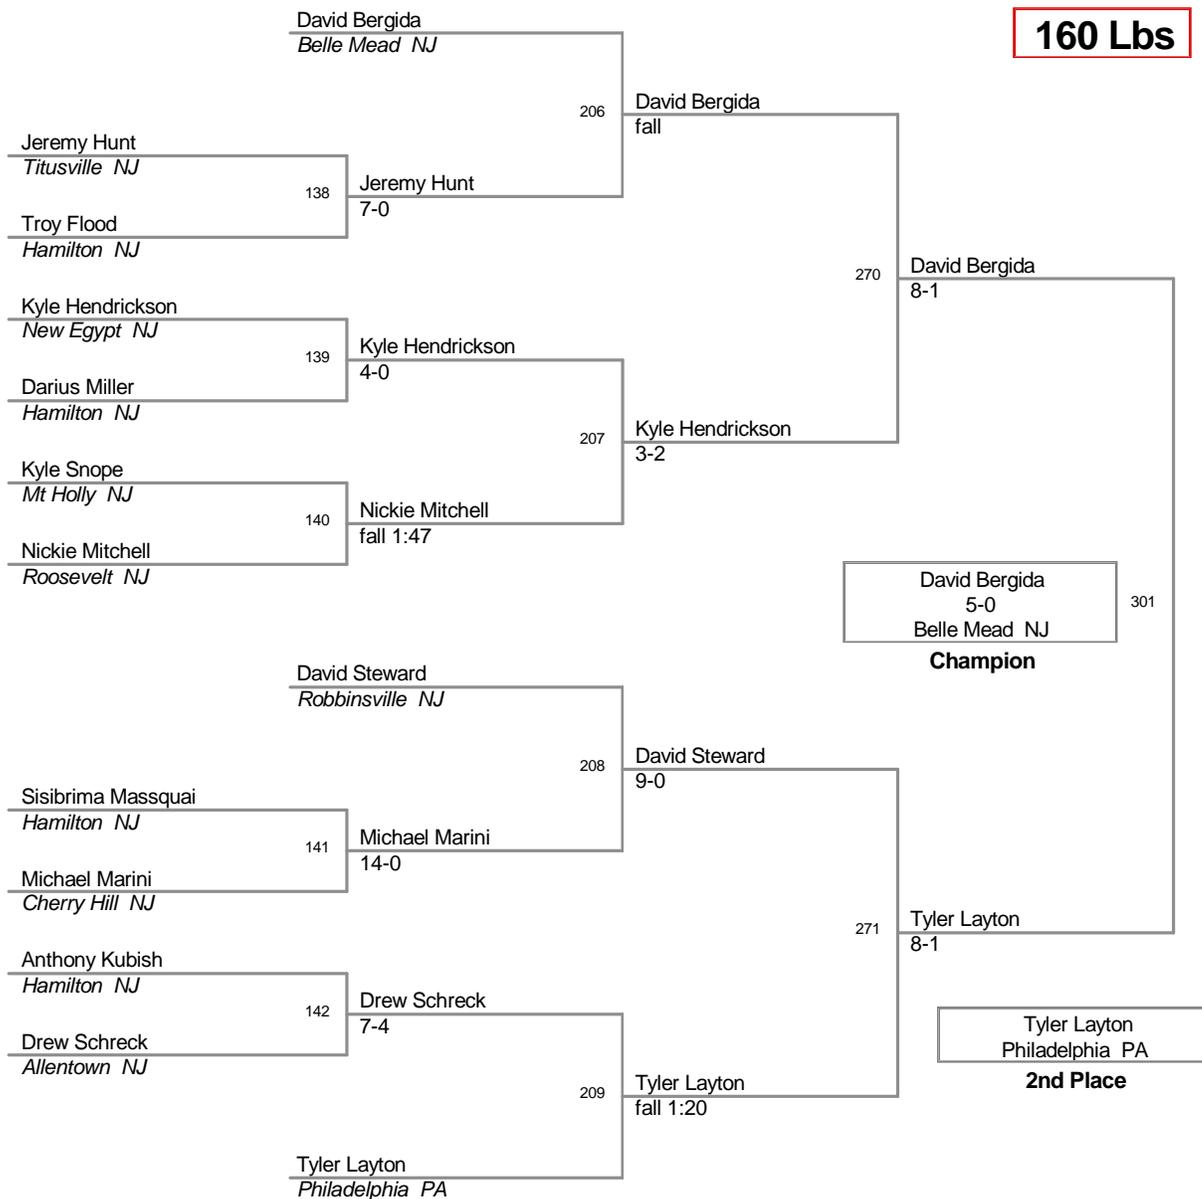 David Bergida
Belle Mead  NJ
160 Lbs
206
David Bergida
fall
Jeremy Hunt
Titusville  NJ
138
Jeremy Hunt
7-0
Troy Flood
Hamilton  NJ
270
David Bergida
8-1
Kyle Hendrickson
New Egypt  NJ
139
Kyle Hendrickson
4-0
Darius Miller
Hamilton  NJ
207
Kyle Hendrickson
3-2
Kyle Snope
Mt Holly  NJ
140
Nickie Mitchell
fall 1:47
Nickie Mitchell
Roosevelt  NJ
David Bergida
5-0
Belle Mead  NJ
301
Champion
David Steward
Robbinsville  NJ
208
David Steward
9-0
Sisibrima Massquai
Hamilton  NJ
141
Michael Marini
14-0
Michael Marini
Cherry Hill  NJ
271
Tyler Layton
8-1
Anthony Kubish
Hamilton  NJ
142
Drew Schreck
7-4
Drew Schreck
Allentown  NJ
Tyler Layton
Philadelphia  PA
2nd Place
209
Tyler Layton
fall 1:20
Tyler Layton
Philadelphia  PA